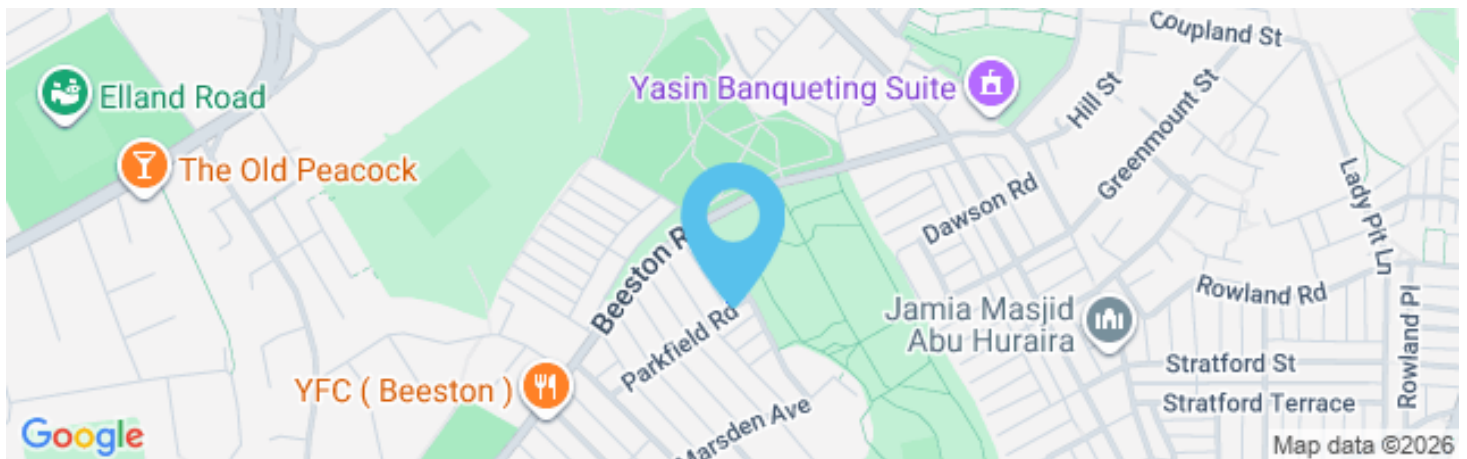 Elland Road
The Old Peacock
YFC ( Beeston )
Google
Beeston R
Parkfield Rd
Marsden Ave
Yasin Banqueting Suite
Coupland St
Hill St
Greenmount St
Dawson Rd
Lady Pit Ln
Rowland Rd
Jamia Masjid
Abu Huraira
Stratford St
Stratford Terrace
Rowland Pl
Map data ©2026